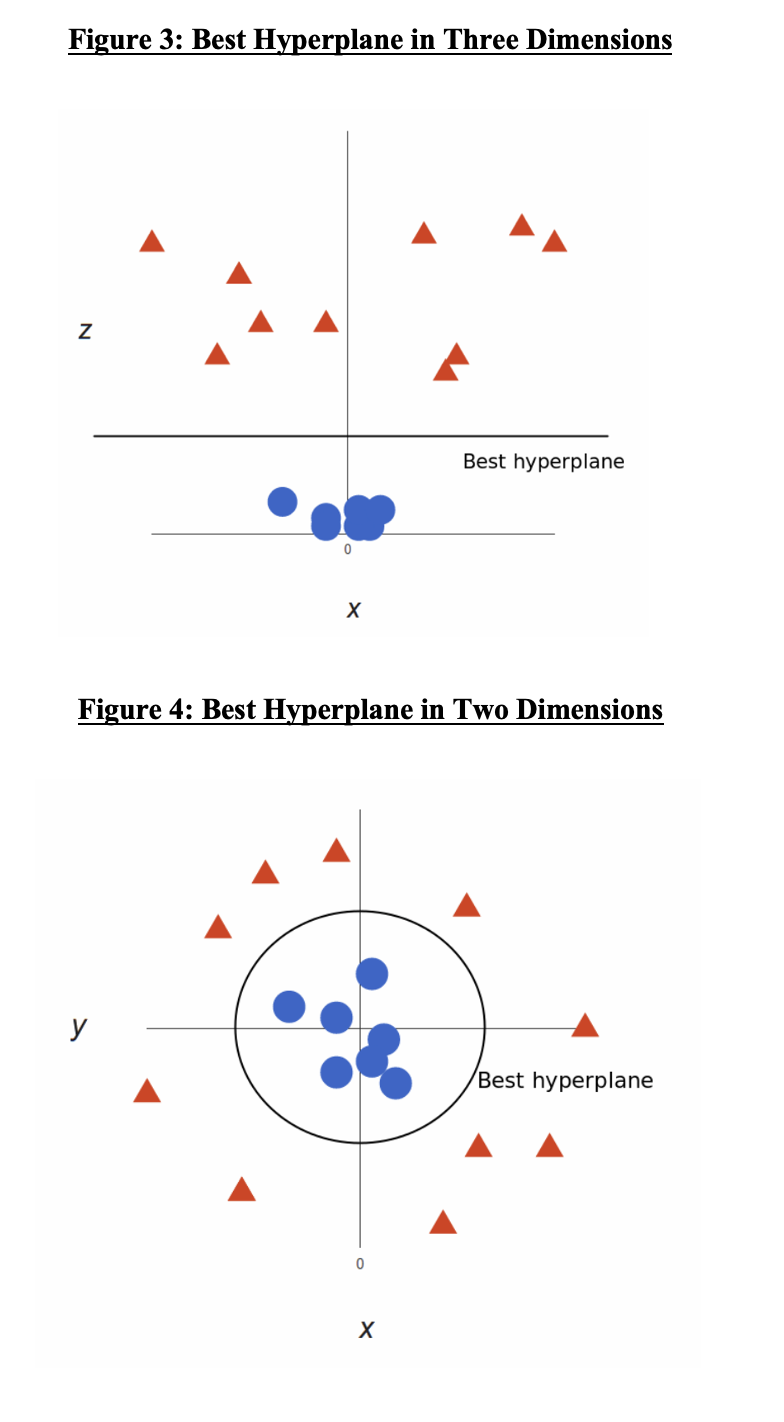 Figure 3: Best Hyperplane in Three Dimensions
z
Best hyperplane
0
x
Figure 4: Best Hyperplane in Two Dimensions
y
Best hyperplane
0
x